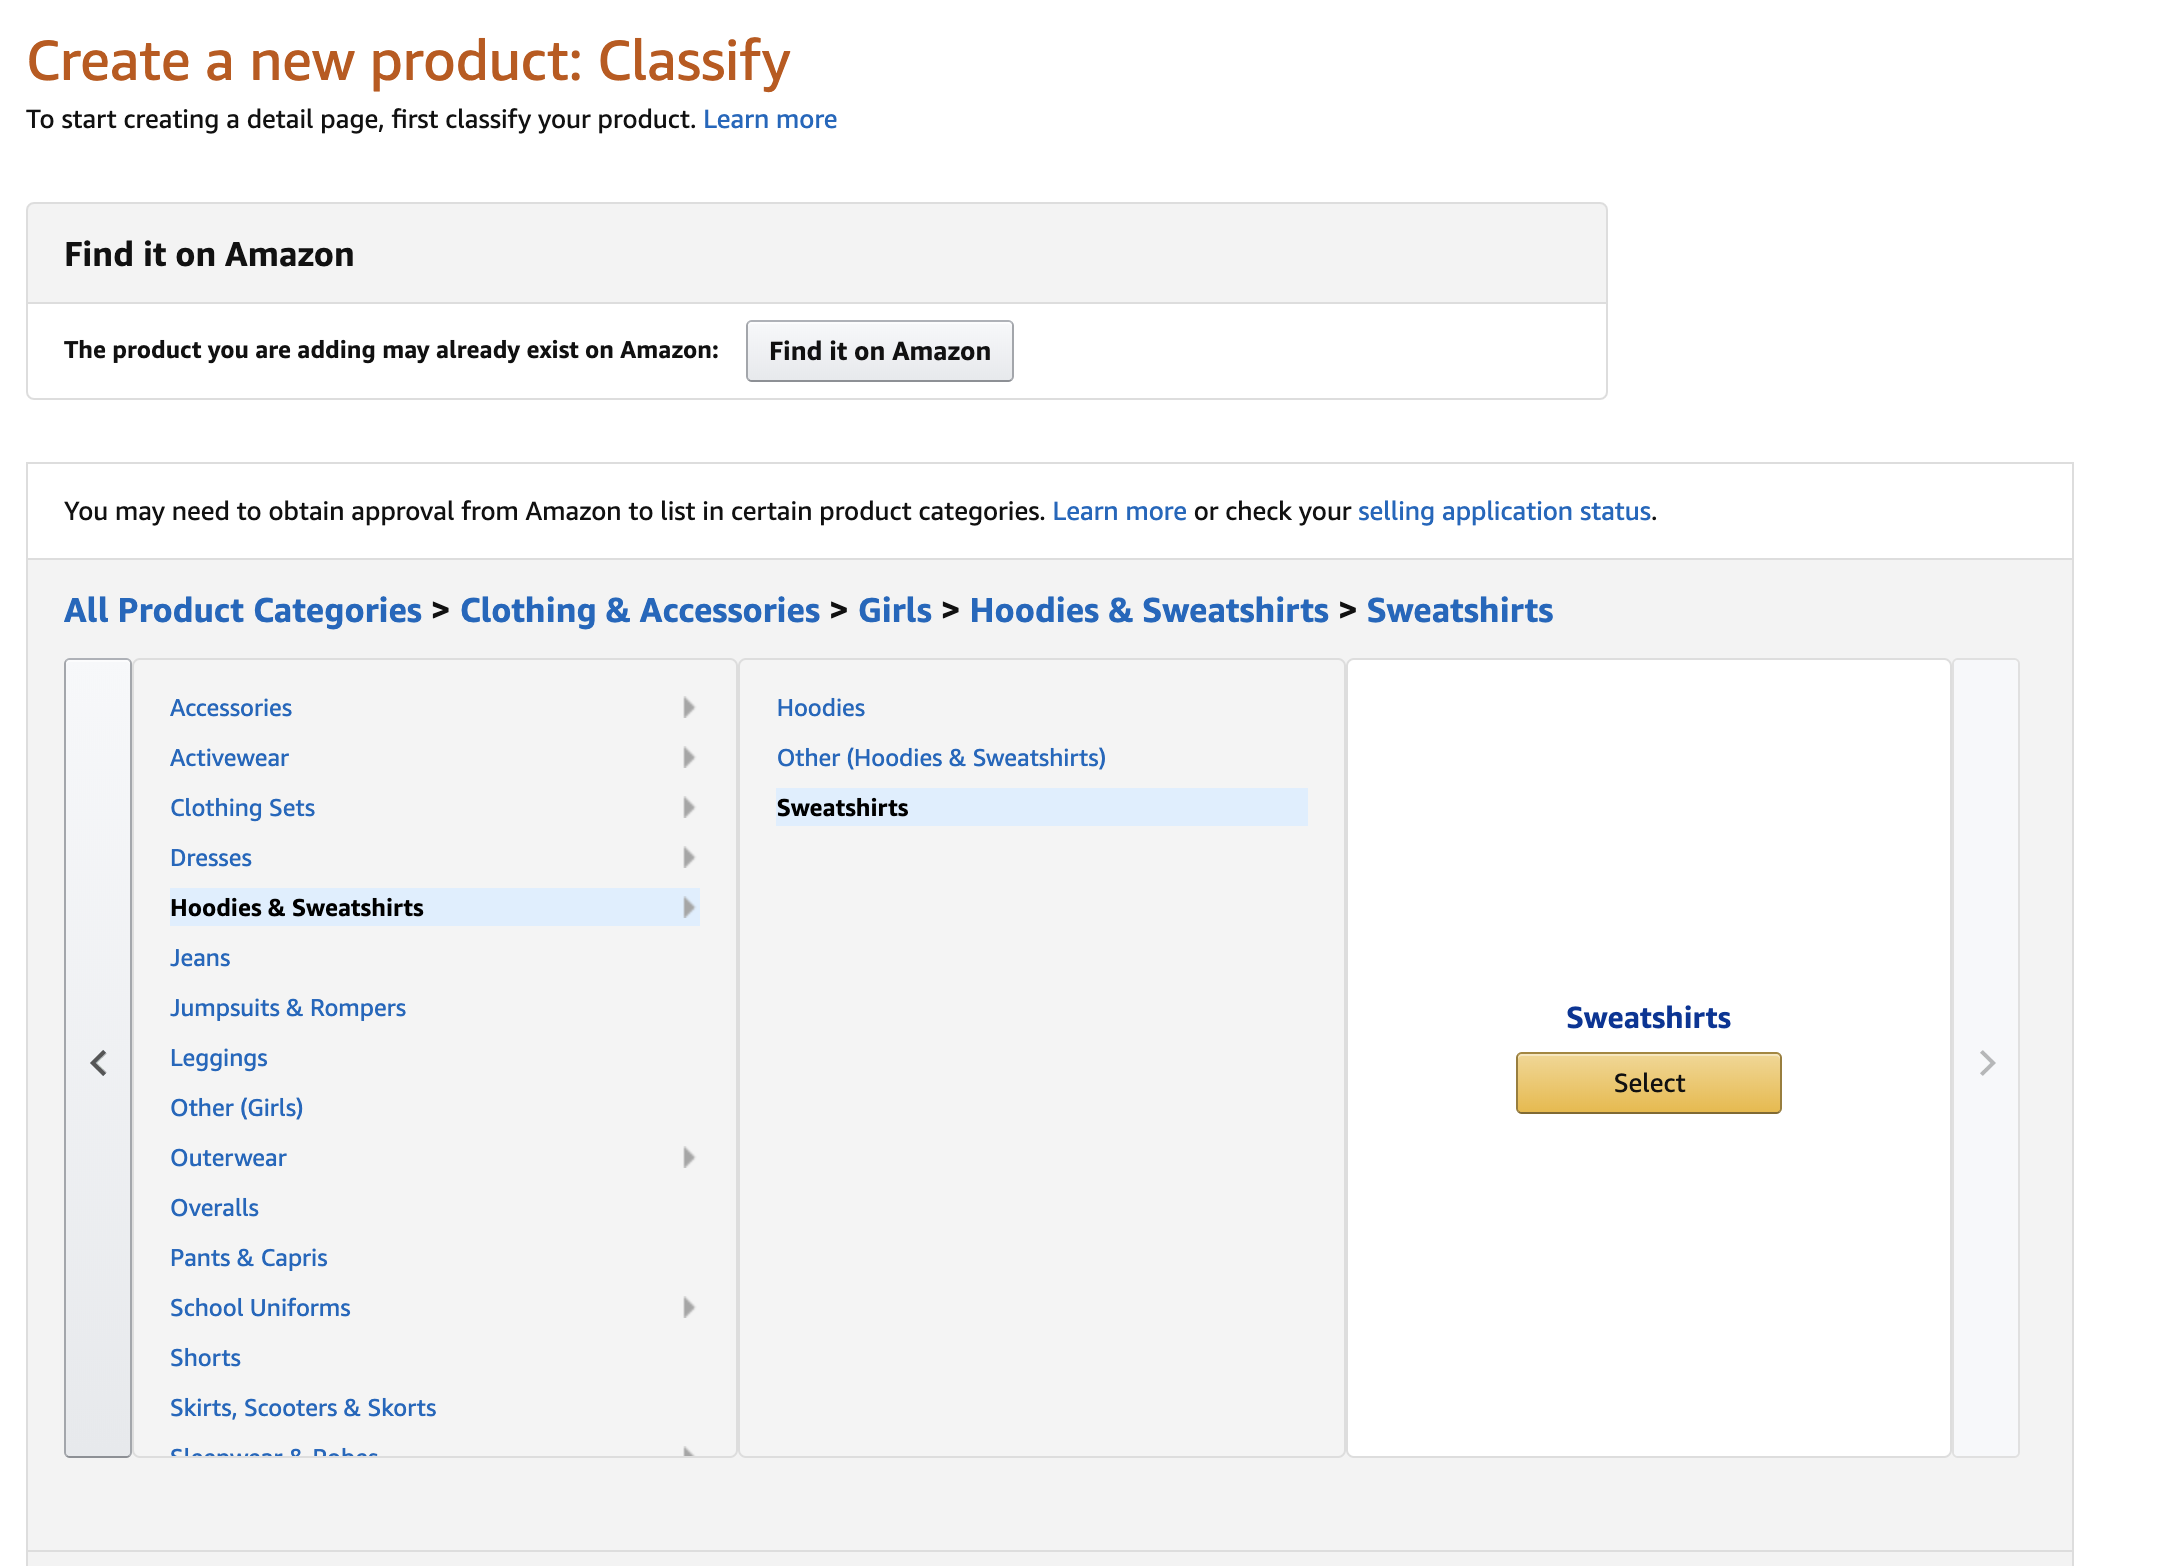 Create a new product: Classify
To start creating a detail page, first classify your product. Learn more
Find it on Amazon
The product you are adding may already exist on Amazon: Find it on Amazon
You may need to obtain approval from Amazon to list in certain product categories. Learn more or check your selling application status.
All Product Categories > Clothing & Accessories > Girls > Hoodies & Sweatshirts > Sweatshirts
Accessories
Activewear
Clothing Sets
Dresses
Hoodies & Sweatshirts
Jeans
Jumpsuits & Rompers
Leggings
Other (Girls)
Outerwear
Overalls
Pants & Capris
School Uniforms
Shorts
Skirts, Scooters & Skorts
Sleepwear & Robes
Hoodies
Other (Hoodies & Sweatshirts)
Sweatshirts
Sweatshirts
Select